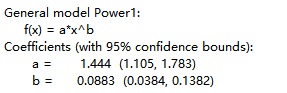 General model Power1:
f(x) = a*x^b
Coefficients (with 95% confidence bounds):
a = 1.444 (1.105, 1.783)
b = 0.0883 (0.0384, 0.1382)